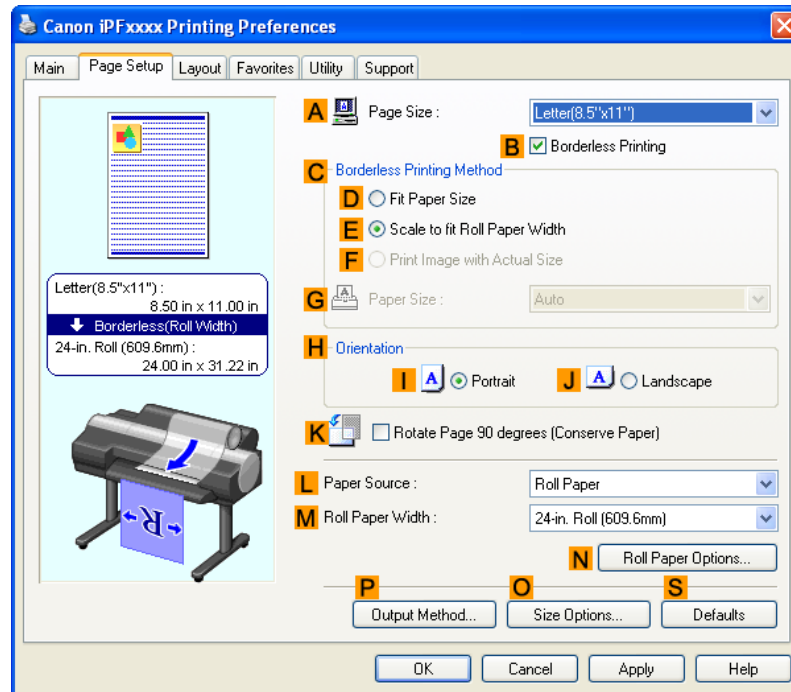 Canon iPFxxxx Printing Preferences
Main Page Setup Layout Favorites Utility Support
A Page Size : Letter(8.5"x11")
B Borderless Printing
C Borderless Printing Method
D Fit Paper Size
E Scale to fit Roll Paper Width
F Print Image with Actual Size
G Paper Size : Auto
Letter(8.5"x11") :
8.50 in x 11.00 in
Borderless(Roll Width)
24-in. Roll (609.6mm) :
24.00 in x 31.22 in
H Orientation
I A Portrait J A Landscape
K Rotate Page 90 degrees (Conserve Paper)
R
L Paper Source : Roll Paper
M Roll Paper Width : 24-in. Roll (609.6mm)
N Roll Paper Options...
P O S
Output Method... Size Options... Defaults
OK Cancel Apply Help